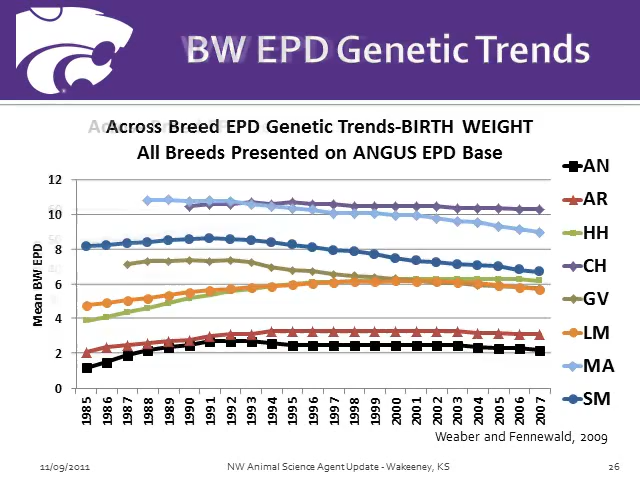 BW EPD Genetic Trends
Across Breed EPD Genetic Trends-BIRTH WEIGHT
All Breeds Presented on ANGUS EPD Base
Mean BW EPD
12
10
8
6
4
2
0
1985 1986 1987 1988 1989 1990 1991 1992 1993 1994 1995 1996 1997 1998 1999 2000 2001 2002 2003 2004 2005 2006 2007
AN
AR
HH
CH
GV
LM
MA
SM
Weaber and Fennewald, 2009
11/09/2011
NW Animal Science Agent Update - Wakeeney, KS
26